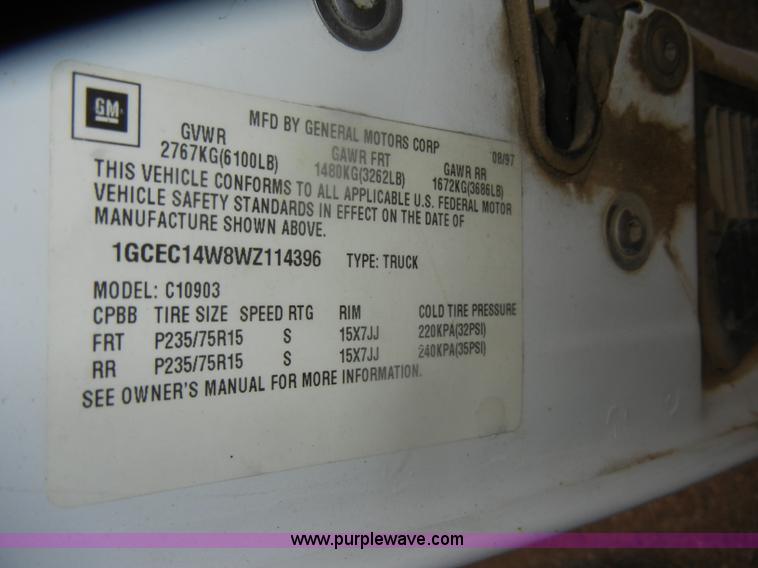 GM
MFD BY GENERAL MOTORS CORP 08/97
GVWR GAWR FRT GAWR RR
2767KG(6100LB) 1480KG(3262LB) 1672KG(3686LB)
THIS VEHICLE CONFORMS TO ALL APPLICABLE U.S. FEDERAL MOTOR
VEHICLE SAFETY STANDARDS IN EFFECT ON THE DATE OF
MANUFACTURE SHOWN ABOVE.
1GCEC14W8WZ114396 TYPE: TRUCK
MODEL: C10903
CPBB TIRE SIZE SPEED RTG RIM COLD TIRE PRESSURE
FRT P235/75R15 S 15X7JJ 220KPA(32PSI)
RR P235/75R15 S 15X7JJ 240KPA(35PSI)
SEE OWNER'S MANUAL FOR MORE INFORMATION.
www.purplewave.com